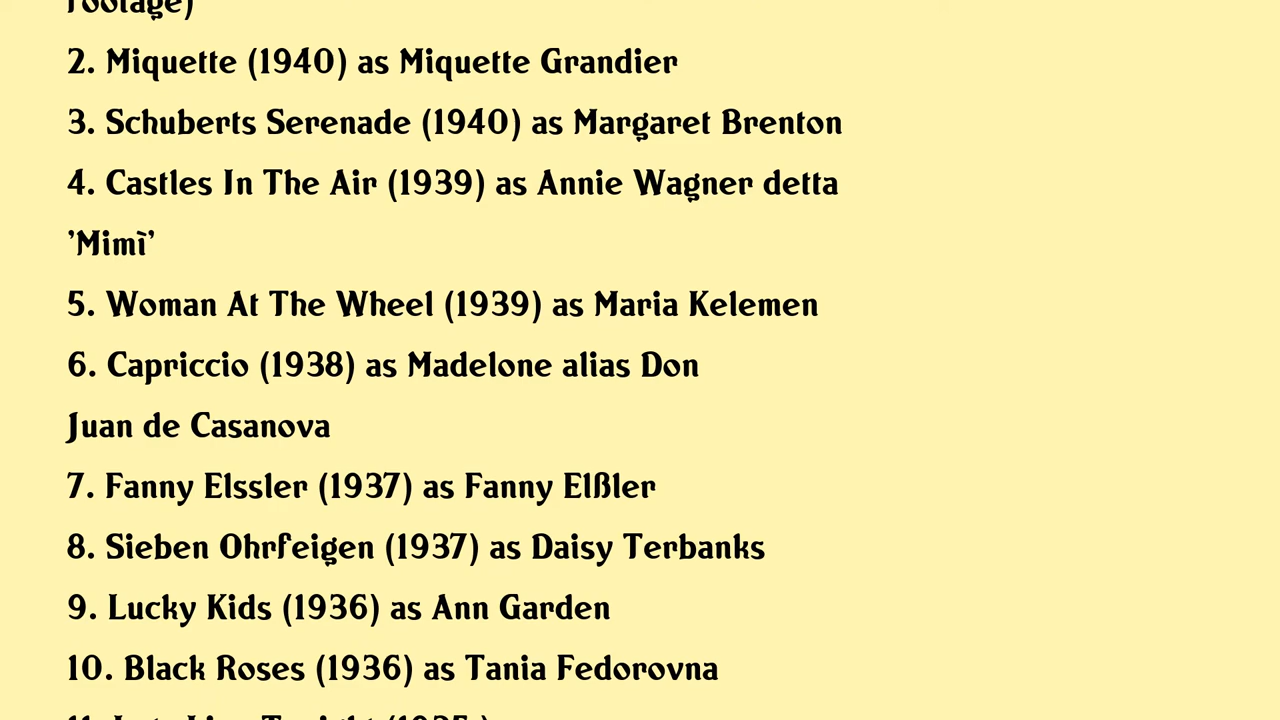 footage)
2. Miquette (1940) as Miquette Grandier
3. Schuberts Serenade (1940) as Margaret Brenton
4. Castles In The Air (1939) as Annie Wagner detta
'Mimì'
5. Woman At The Wheel (1939) as Maria Kelemen
6. Capriccio (1938) as Madelone alias Don
Juan de Casanova
7. Fanny Elssler (1937) as Fanny Elßler
8. Sieben Ohrfeigen (1937) as Daisy Terbanks
9. Lucky Kids (1936) as Ann Garden
10. Black Roses (1936) as Tania Fedorovna